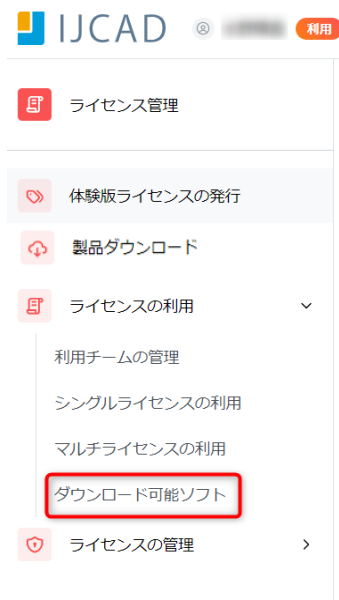 IJCAD
利用
ライセンス管理
体験版ライセンスの発行
製品ダウンロード
ライセンスの利用
利用チームの管理
シングルライセンスの利用
マルチライセンスの利用
ダウンロード可能ソフト
ライセンスの管理